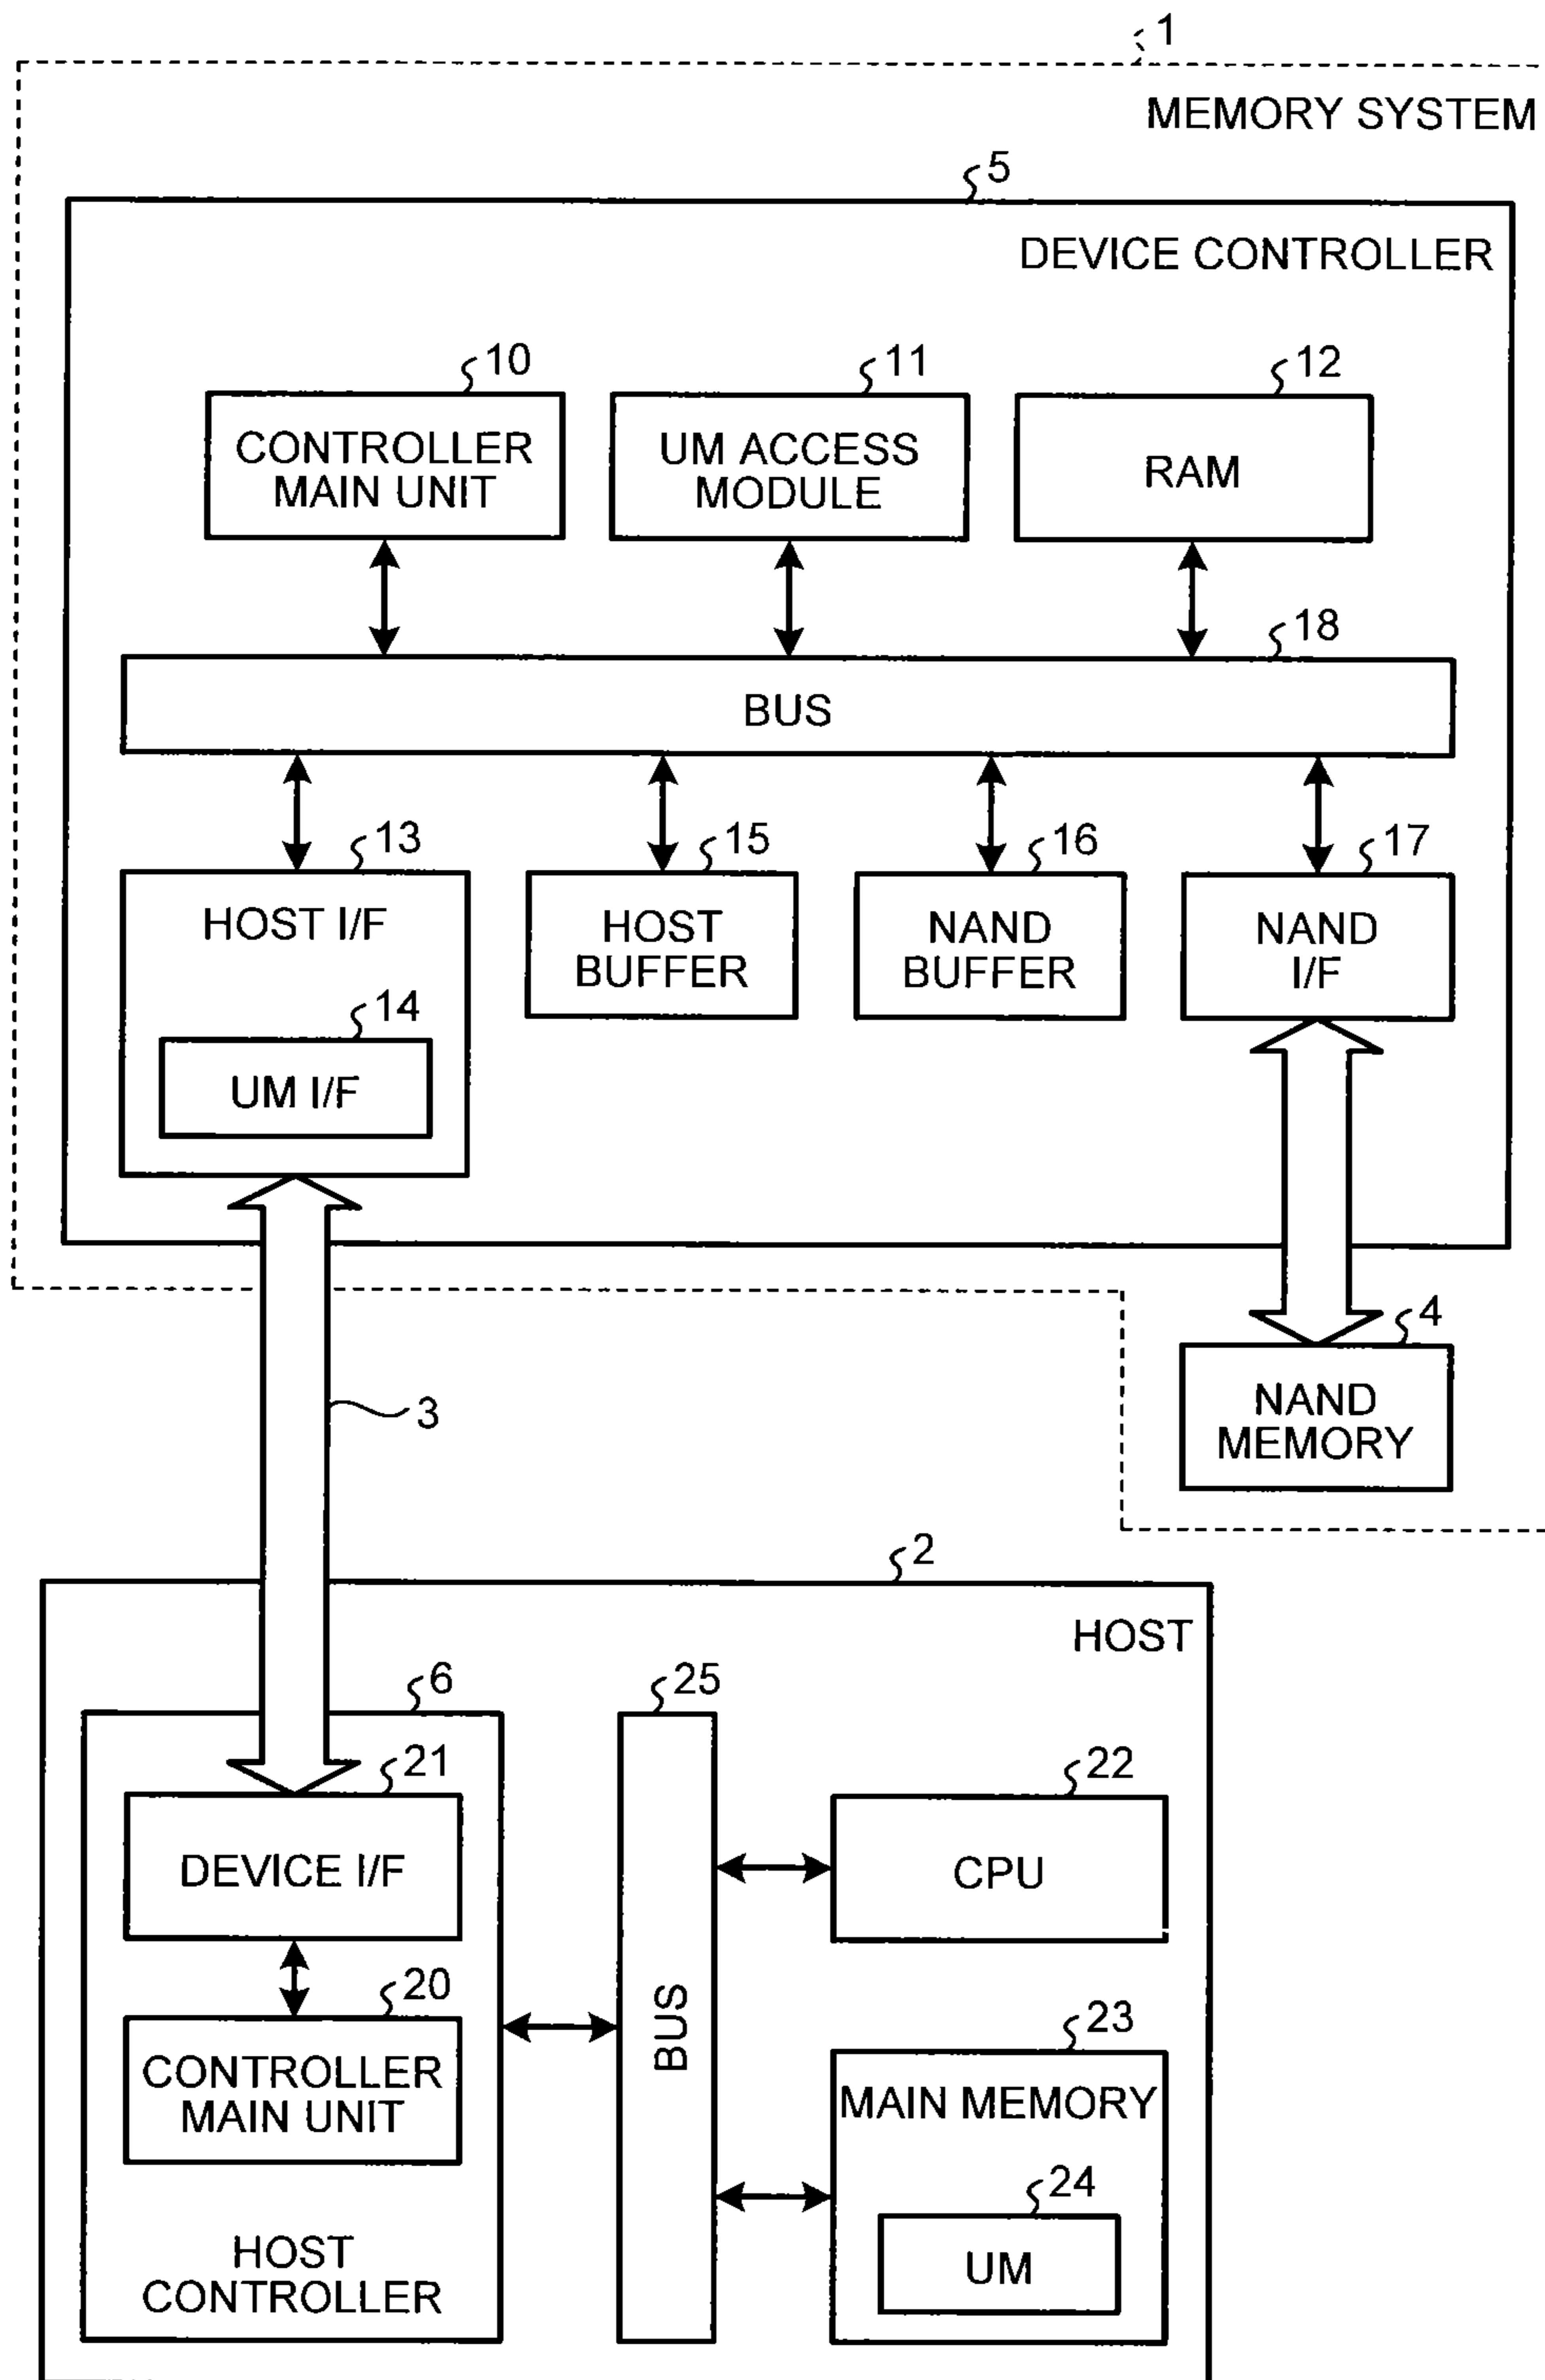 1
MEMORY SYSTEM
5
DEVICE CONTROLLER
10
11
12
CONTROLLER
MAIN UNIT
UM ACCESS
MODULE
RAM
18
BUS
13
15
16
17
HOST I/F
HOST
BUFFER
NAND
BUFFER
NAND
I/F
14
UM I/F
4
NAND
MEMORY
3
2
HOST
6
25
21
22
DEVICE I/F
CPU
20
CONTROLLER
MAIN UNIT
BUS
23
MAIN MEMORY
24
UM
HOST
CONTROLLER